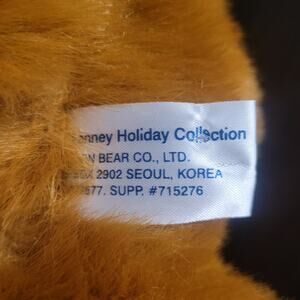 Holiday Collection
BEAR CO., LTD.
2902 SEOUL, KOREA
SUPP. #715276